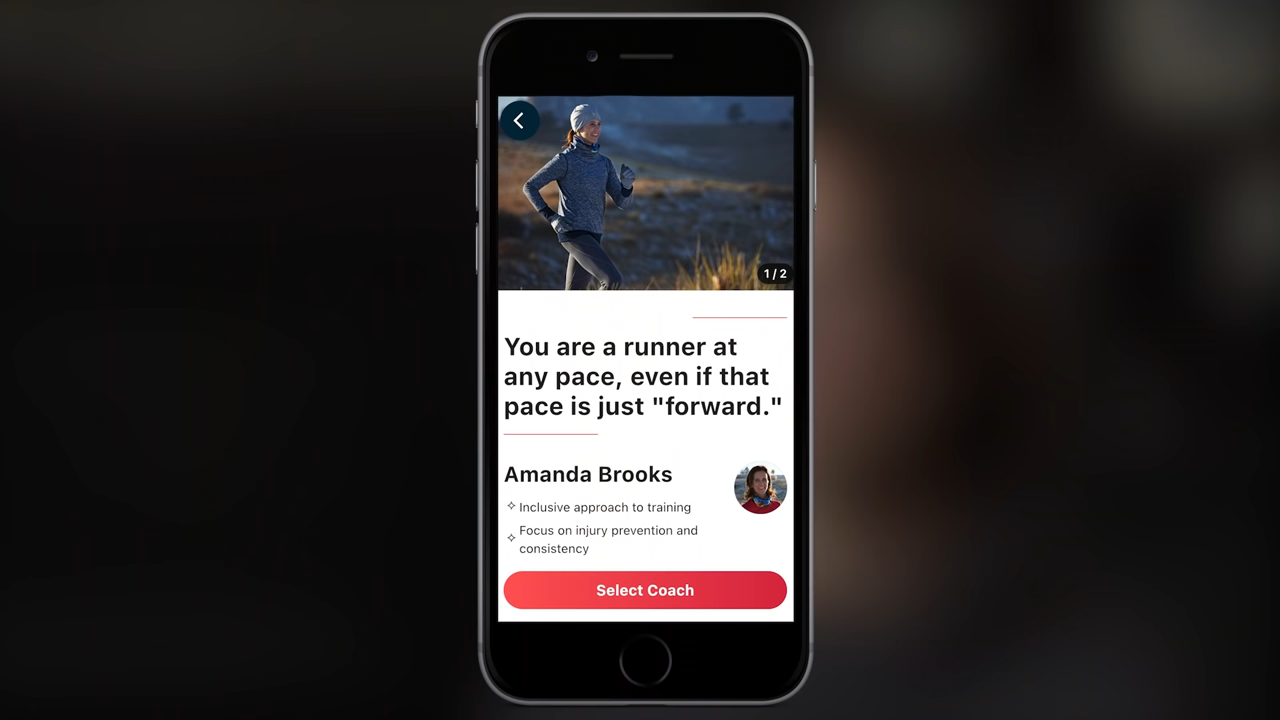 1 / 2
You are a runner at
any pace, even if that
pace is just "forward."
Amanda Brooks
Inclusive approach to training
Focus on injury prevention and
consistency
Select Coach